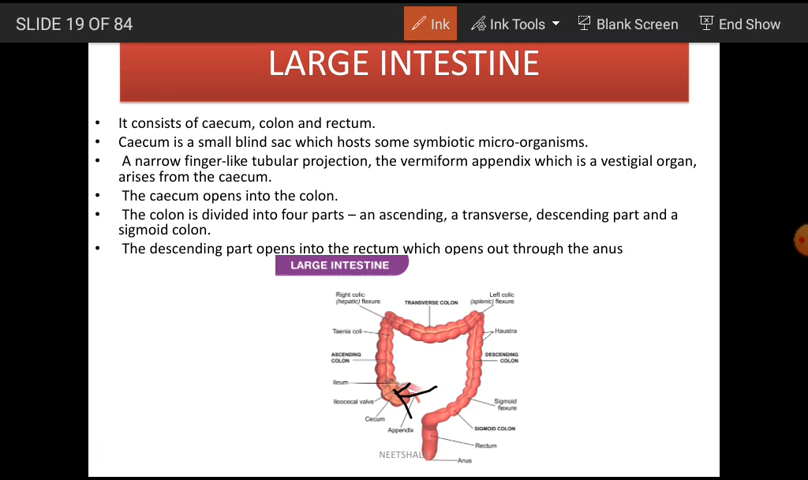 SLIDE 19 OF 84
Ink
Ink Tools
Blank Screen
End Show
LARGE INTESTINE
• It consists of caecum, colon and rectum.
• Caecum is a small blind sac which hosts some symbiotic micro-organisms.
• A narrow finger-like tubular projection, the vermiform appendix which is a vestigial organ,
arises from the caecum.
• The caecum opens into the colon.
• The colon is divided into four parts – an ascending, a transverse, descending part and a
sigmoid colon.
• The descending part opens into the rectum which opens out through the anus
LARGE INTESTINE
Right colic
(hepatic) flexure
TRANSVERSE COLON
Left colic
(splenic) flexure
Taenia coli
Haustra
ASCENDING
COLON
DESCENDING
COLON
Ileum
Ileocecal valve
Sigmoid
flexure
Cecum
Appendix
SIGMOID COLON
Rectum
NEETSHAL
Anus